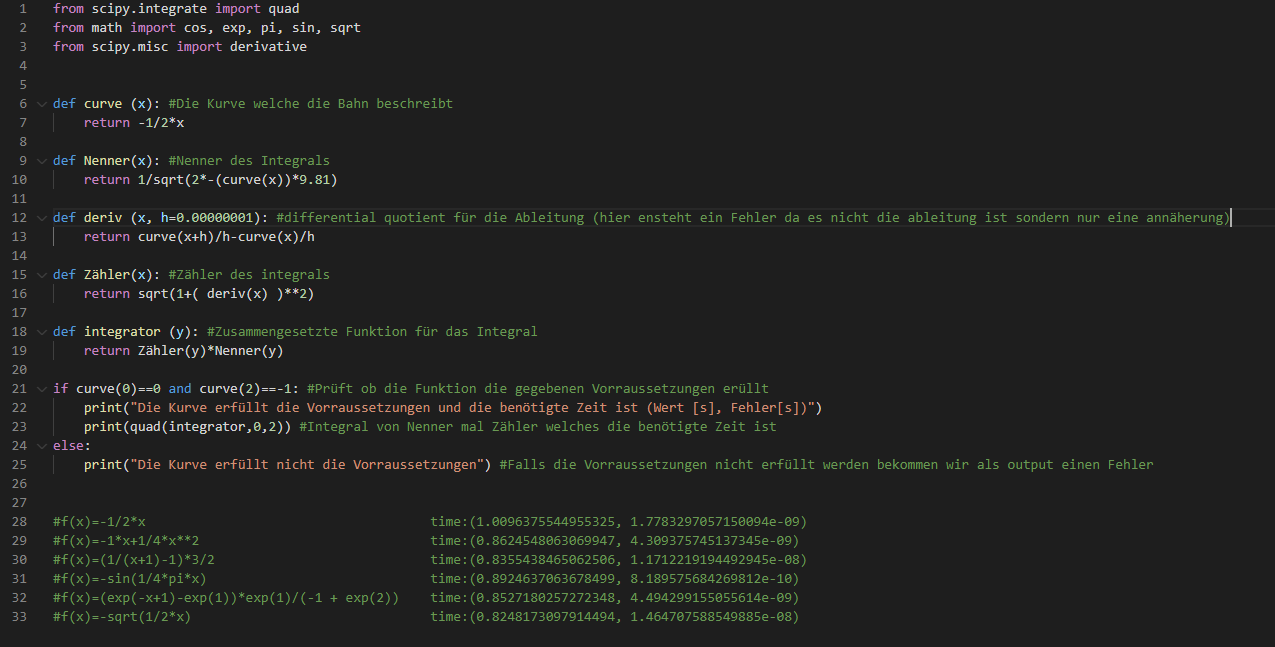 1 from scipy.integrate import quad
2 from math import cos, exp, pi, sin, sqrt
3 from scipy.misc import derivative
4
5
6 def curve (x): #Die Kurve welche die Bahn beschreibt
7     return -1/2*x
8
9 def Nenner(x): #Nenner des Integrals
10     return 1/sqrt(2*-(curve(x))*9.81)
11
12 def deriv (x, h=0.00000001): #differential quotient für die Ableitung (hier ensteht ein Fehler da es nicht die ableitung ist sondern nur eine annäherung)
13     return curve(x+h)/h-curve(x)/h
14
15 def Zähler(x): #Zähler des integrals
16     return sqrt(1+( deriv(x) )**2)
17
18 def integrator (y): #Zusammengesetzte Funktion für das Integral
19     return Zähler(y)*Nenner(y)
20
21 if curve(0)==0 and curve(2)==-1: #Prüft ob die Funktion die gegebenen Vorraussetzungen erüllt
22     print("Die Kurve erfüllt die Vorraussetzungen und die benötigte Zeit ist (Wert [s], Fehler[s])")
23     print(quad(integrator,0,2)) #Integral von Nenner mal Zähler welches die benötigte Zeit ist
24 else:
25     print("Die Kurve erfüllt nicht die Vorraussetzungen") #Falls die Vorraussetzungen nicht erfüllt werden bekommen wir als output einen Fehler
26
27
28 #f(x)=-1/2*x time:(1.0096375544955325, 1.7783297057150094e-09)
29 #f(x)=-1*x+1/4*x**2 time:(0.8624548063069947, 4.309375745137345e-09)
30 #f(x)=(1/(x+1)-1)*3/2 time:(0.8355438465062506, 1.1712219194492945e-08)
31 #f(x)=-sin(1/4*pi*x) time:(0.8924637063678499, 8.189575684269812e-10)
32 #f(x)=(exp(-x+1)-exp(1))*exp(1)/(-1 + exp(2)) time:(0.8527180257272348, 4.494299155055614e-09)
33 #f(x)=-sqrt(1/2*x) time:(0.8248173097914494, 1.464707588549885e-08)